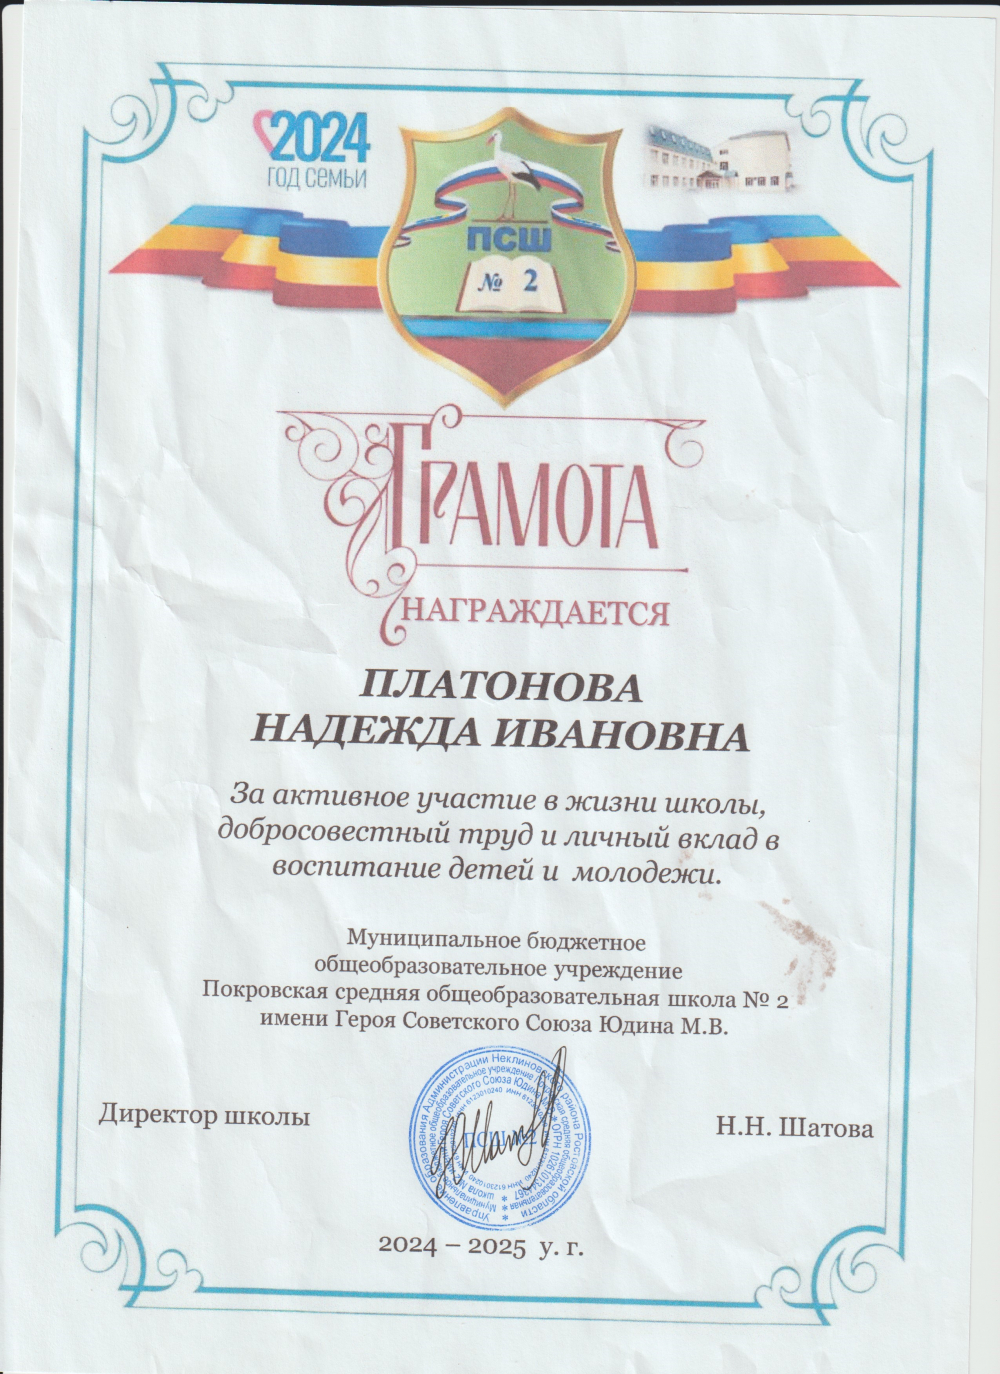 2024
ГОД СЕМЬИ
ПСШ
№ 2
ГРАМОТА
НАГРАЖДАЕТСЯ
ПЛАТОНОВА
НАДЕЖДА ИВАНОВНА
За активное участие в жизни школы,
добросовестный труд и личный вклад в
воспитание детей и молодежи.
Муниципальное бюджетное
общеобразовательное учреждение
Покровская средняя общеобразовательная школа № 2
имени Героя Советского Союза Юдина М.В.
Директор школы
Н.Н. Шатова
2024 – 2025 у. г.